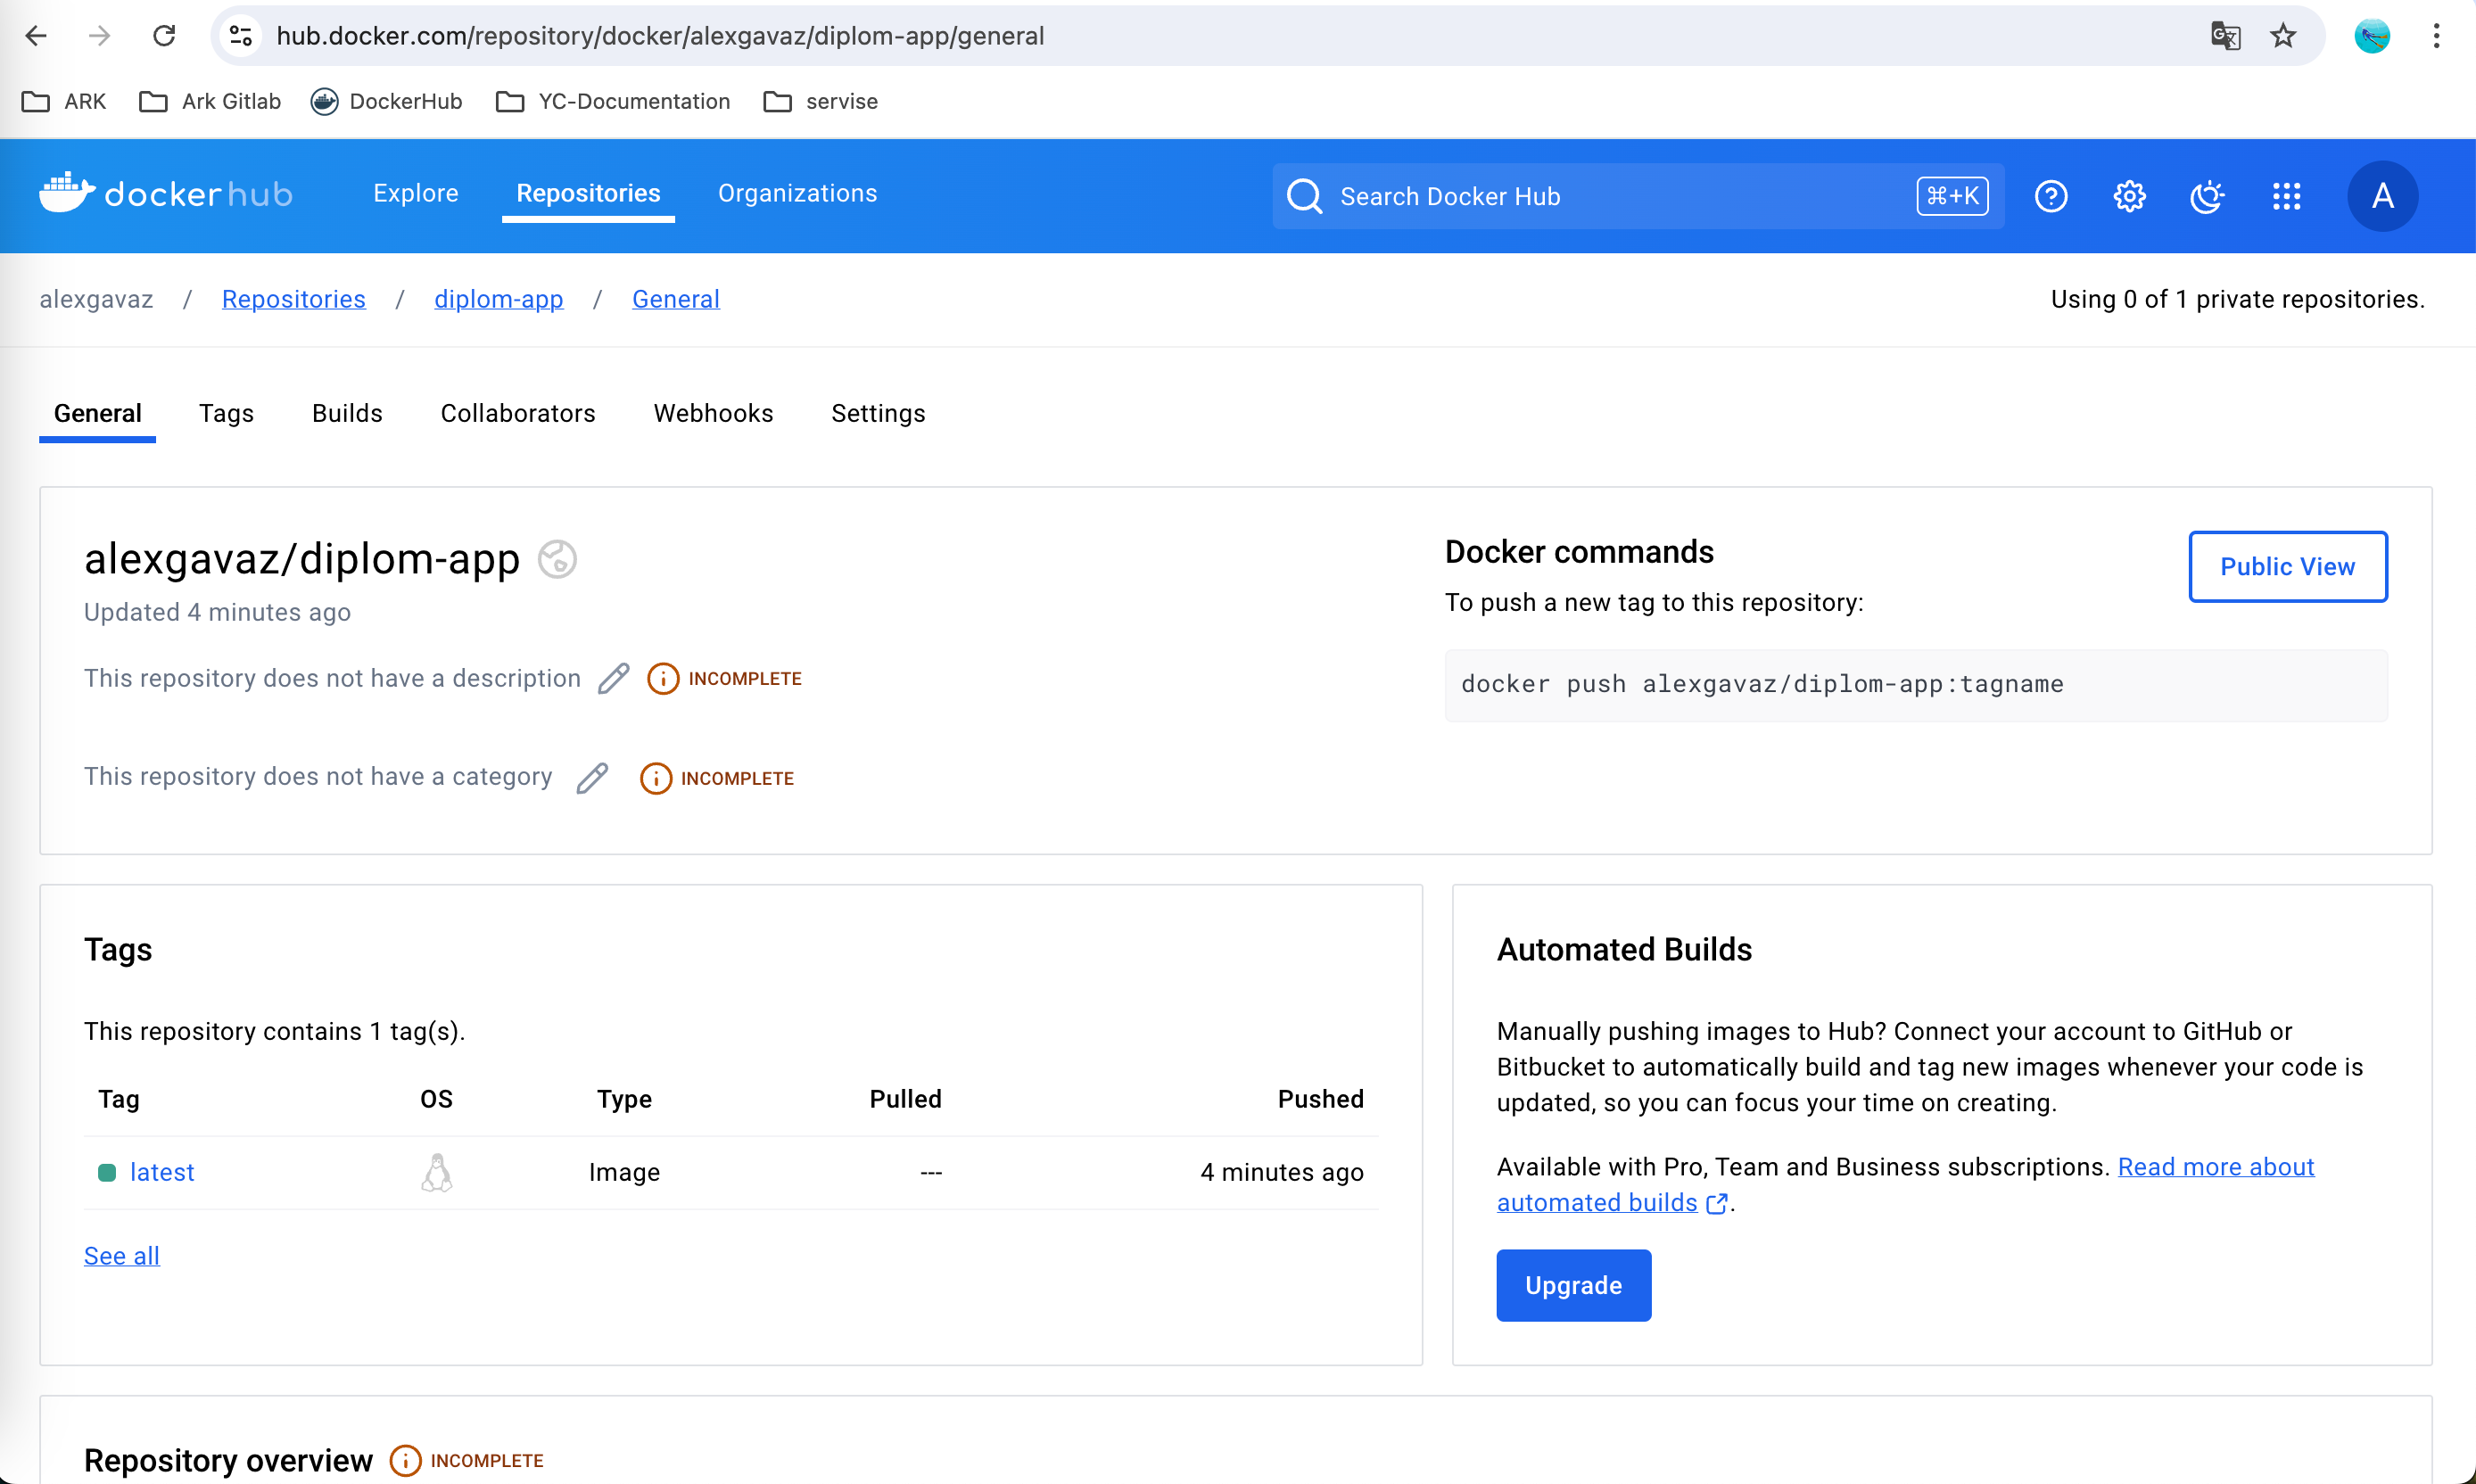 hub.docker.com/repository/docker/alexgavaz/diplom-app/general
ARK Ark Gitlab DockerHub YC-Documentation servise
dockerhub Explore Repositories Organizations Search Docker Hub ⌘+K A
alexgavaz / Repositories / diplom-app / General Using 0 of 1 private repositories.
General Tags Builds Collaborators Webhooks Settings
alexgavaz/diplom-app
Updated 4 minutes ago
This repository does not have a description INCOMPLETE
This repository does not have a category INCOMPLETE
Docker commands
Public View
To push a new tag to this repository:
docker push alexgavaz/diplom-app:tagname
Tags
This repository contains 1 tag(s).
Tag OS Type Pulled Pushed
latest Image --- 4 minutes ago
See all
Automated Builds
Manually pushing images to Hub? Connect your account to GitHub or
Bitbucket to automatically build and tag new images whenever your code is
updated, so you can focus your time on creating.
Available with Pro, Team and Business subscriptions. Read more about
automated builds.
Upgrade
Repository overview INCOMPLETE